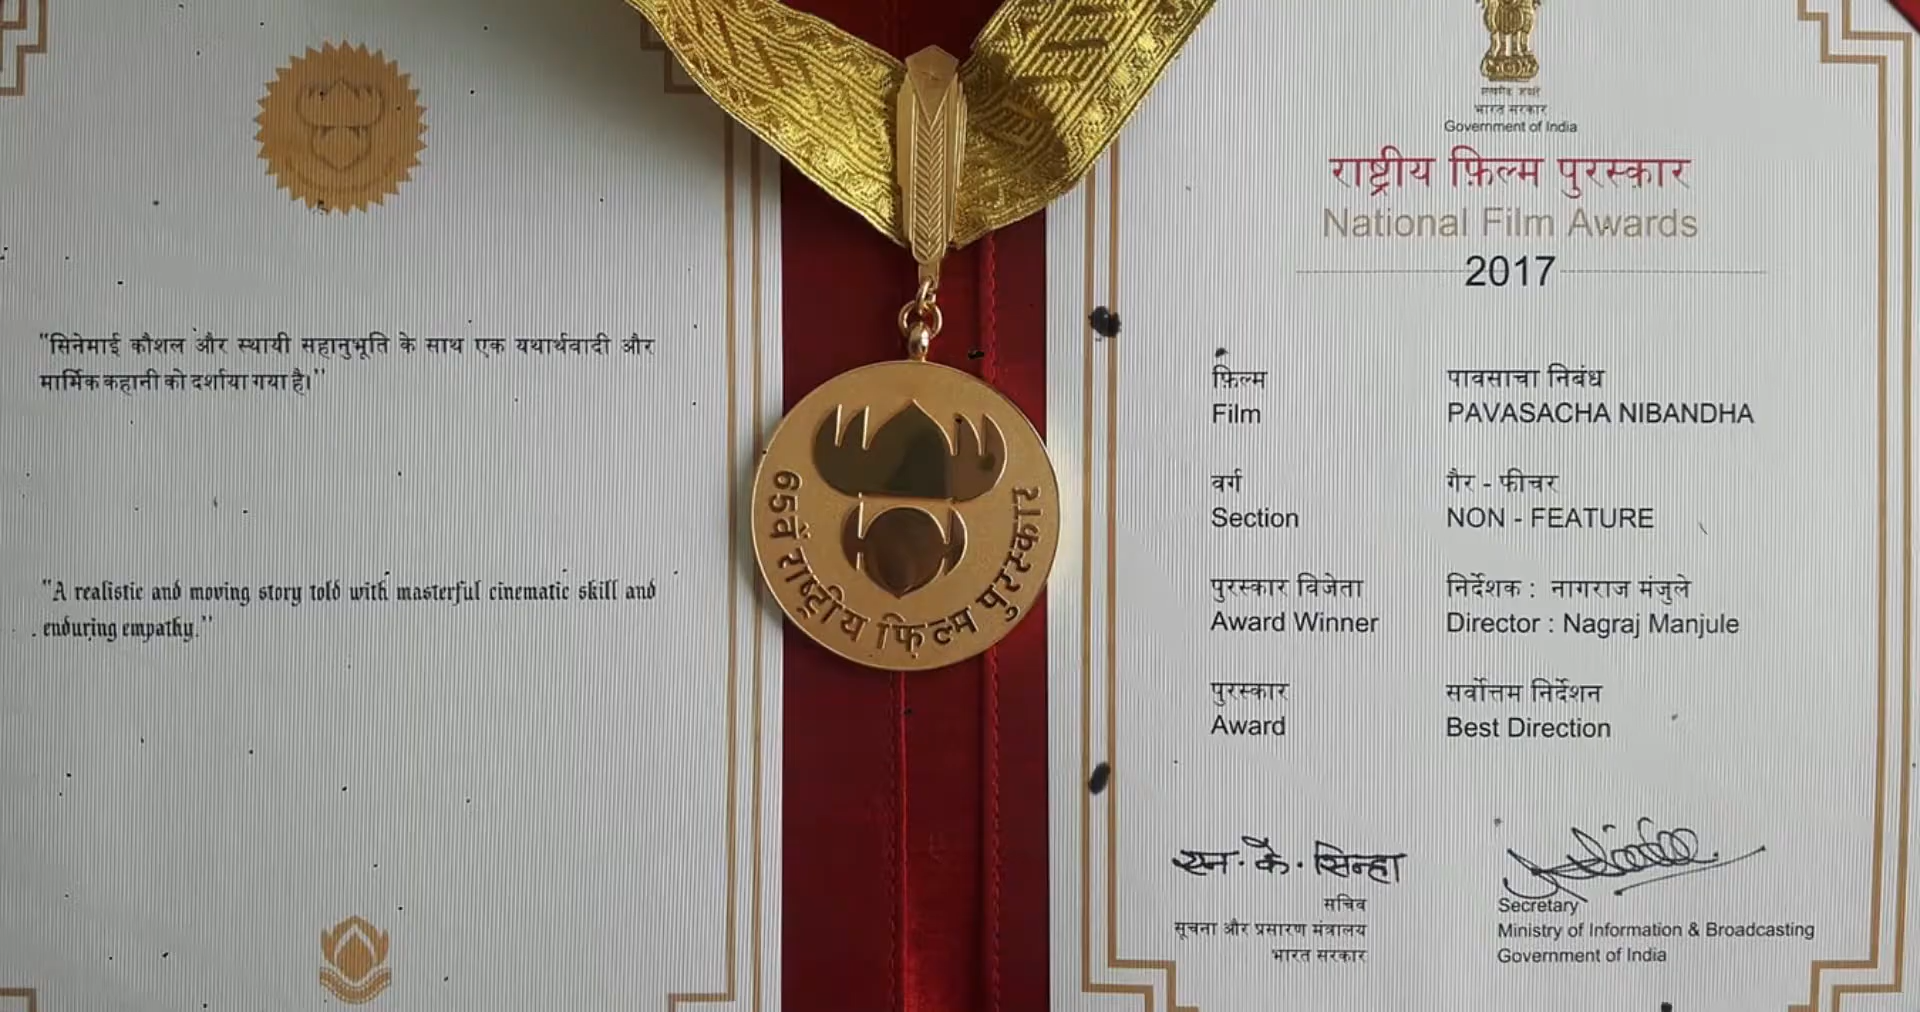 "सिनेमाई कौशल और स्थायी सहानुभूति के साथ एक यथार्थवादी और
मार्मिक कहानी को दर्शाया गया है।"
"A realistic and moving story told with masterful cinematic skill and
enduring empathy."
65वें राष्ट्रीय फ़िल्म पुरस्कार
सत्यमेव जयते
भारत सरकार
Government of India
राष्ट्रीय फ़िल्म पुरस्कार
National Film Awards
2017
फ़िल्म पावसाचा निबंध
Film PAVASACHA NIBANDHA
वर्ग गैर - फीचर
Section NON - FEATURE
पुरस्कार विजेता निर्देशक : नागराज मंजुले
Award Winner Director : Nagraj Manjule
पुरस्कार सर्वोत्तम निर्देशन
Award Best Direction
एन. के. सिन्हा
सचिव
सूचना और प्रसारण मंत्रालय
भारत सरकार
Secretary
Ministry of Information & Broadcasting
Government of India